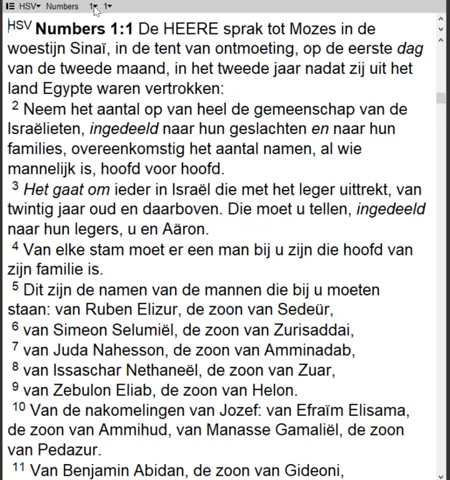 HSV Numbers 1 1
HSV Numbers 1:1 De HEERE sprak tot Mozes in de
woestijn Sinaï, in de tent van ontmoeting, op de eerste dag
van de tweede maand, in het tweede jaar nadat zij uit het
land Egypte waren vertrokken:
2 Neem het aantal op van heel de gemeenschap van de
Israëlieten, ingedeeld naar hun geslachten en naar hun
families, overeenkomstig het aantal namen, al wie
mannelijk is, hoofd voor hoofd.
3 Het gaat om ieder in Israël die met het leger uittrekt, van
twintig jaar oud en daarboven. Die moet u tellen, ingedeeld
naar hun legers, u en Aäron.
4 Van elke stam moet er een man bij u zijn die hoofd van
zijn familie is.
5 Dit zijn de namen van de mannen die bij u moeten
staan: van Ruben Elizur, de zoon van Sedeür,
6 van Simeon Selumiël, de zoon van Zurisaddai,
7 van Juda Nahesson, de zoon van Amminadab,
8 van Issaschar Nethaneël, de zoon van Zuar,
9 van Zebulon Eliab, de zoon van Helon.
10 Van de nakomelingen van Jozef: van Efraïm Elisama,
de zoon van Ammihud, van Manasse Gamaliël, de zoon
van Pedazur.
11 Van Benjamin Abidan, de zoon van Gideoni,